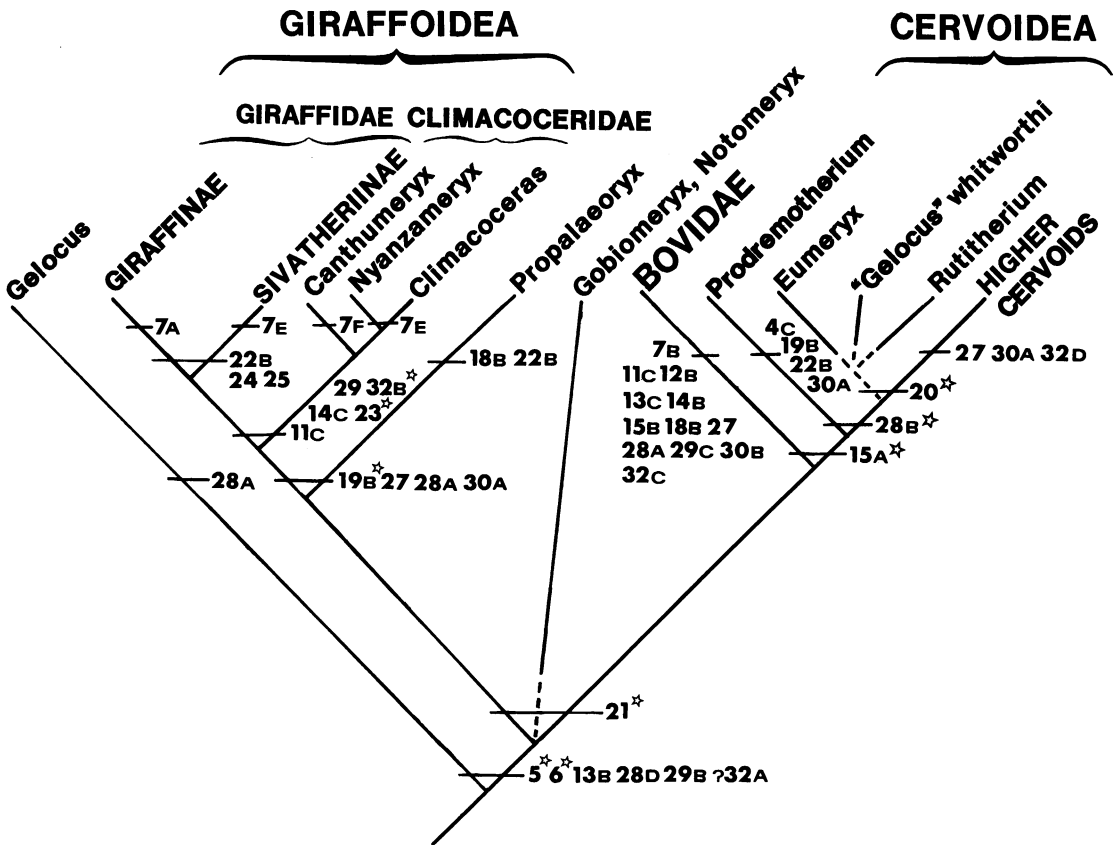 GIRAFFOIDEA
CERVOIDEA
GIRAFFIDAE CLIMACOCERIDAE
Gelocus
GIRAFFINAE
SIVATHERIINAE
Canthumeryx
Nyanzameryx
Climacoceras
Propalaeoryx
Gobiomeryx, Notomeryx
BOVIDAE
Prodremotherium
Eumeryx
"Gelocus" whitworthi
Rutitherium
HIGHER
CERVOIDS
7A
7E
7F
7E
22B
24 25
29 32B☆
14C 23☆
11C
18B 22B
28A
19B☆ 27 28A 30A
7B
11C 12B
13C 14B
15B 18B 27
28A 29C 30B
32C
4C
19B
22B
30A
27 30A 32D
20☆
28B☆
15A☆
21☆
5☆ 6☆ 13B 28D 29B ?32A